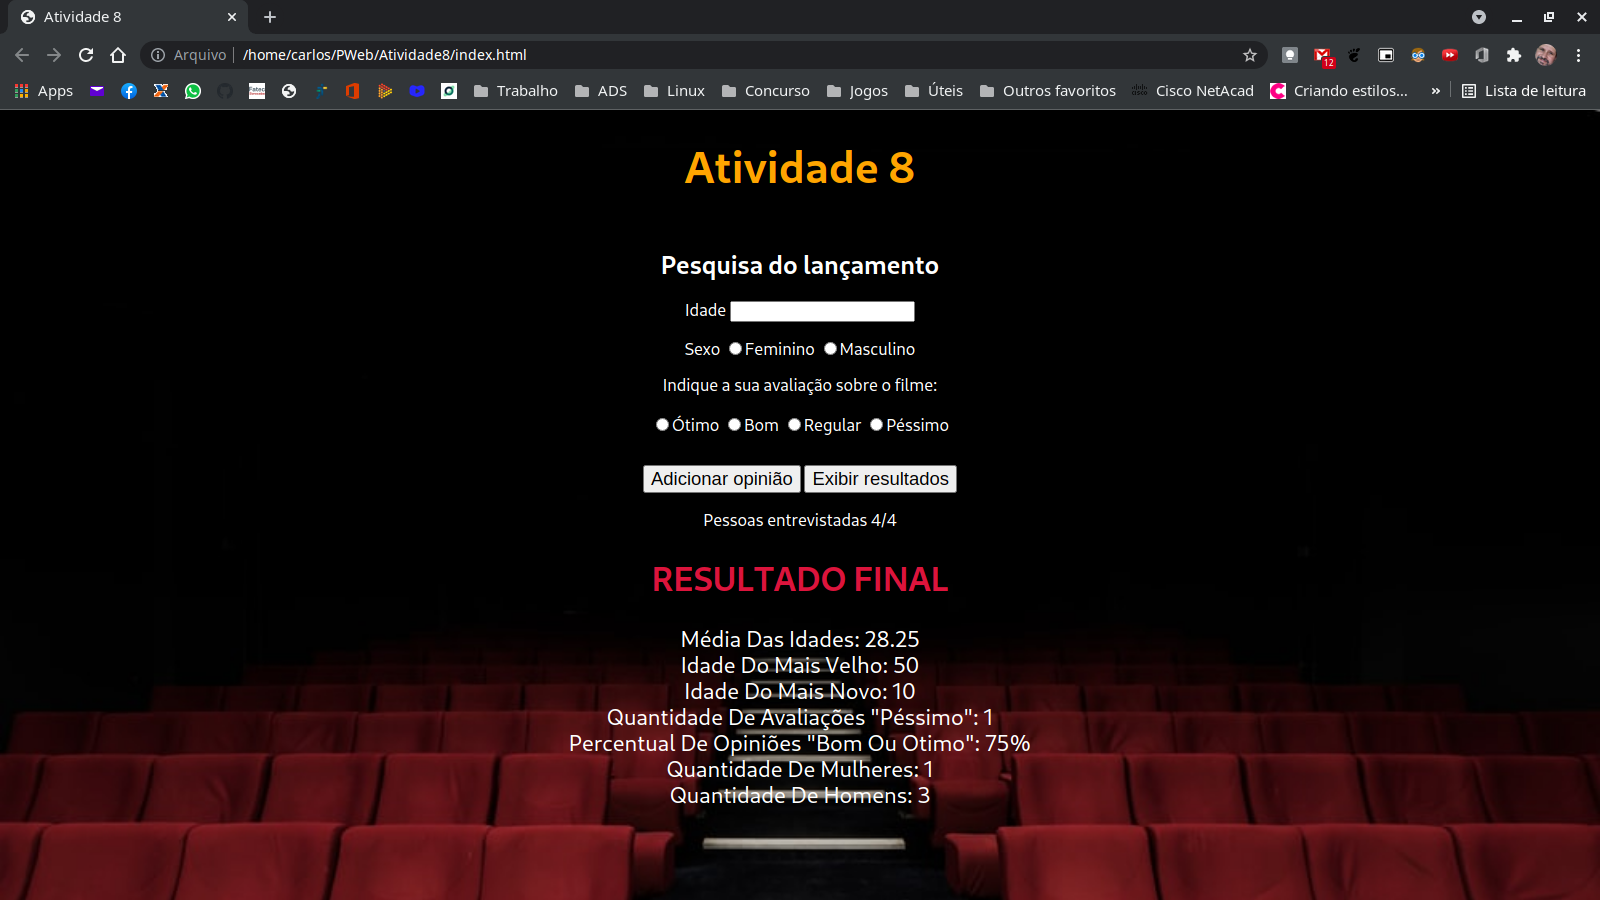 Atividade 8
Arquivo /home/carlos/PWeb/Atividade8/index.html
12
Apps Fatec Trabalho ADS Linux Concurso Jogos Úteis Outros favoritos Cisco NetAcad Criando estilos... » Lista de leitura
Atividade 8
Pesquisa do lançamento
Idade
Sexo Feminino Masculino
Indique a sua avaliação sobre o filme:
Ótimo Bom Regular Péssimo
Adicionar opinião Exibir resultados
Pessoas entrevistadas 4/4
RESULTADO FINAL
Média Das Idades: 28.25
Idade Do Mais Velho: 50
Idade Do Mais Novo: 10
Quantidade De Avaliações "Péssimo": 1
Percentual De Opiniões "Bom Ou Otimo": 75%
Quantidade De Mulheres: 1
Quantidade De Homens: 3